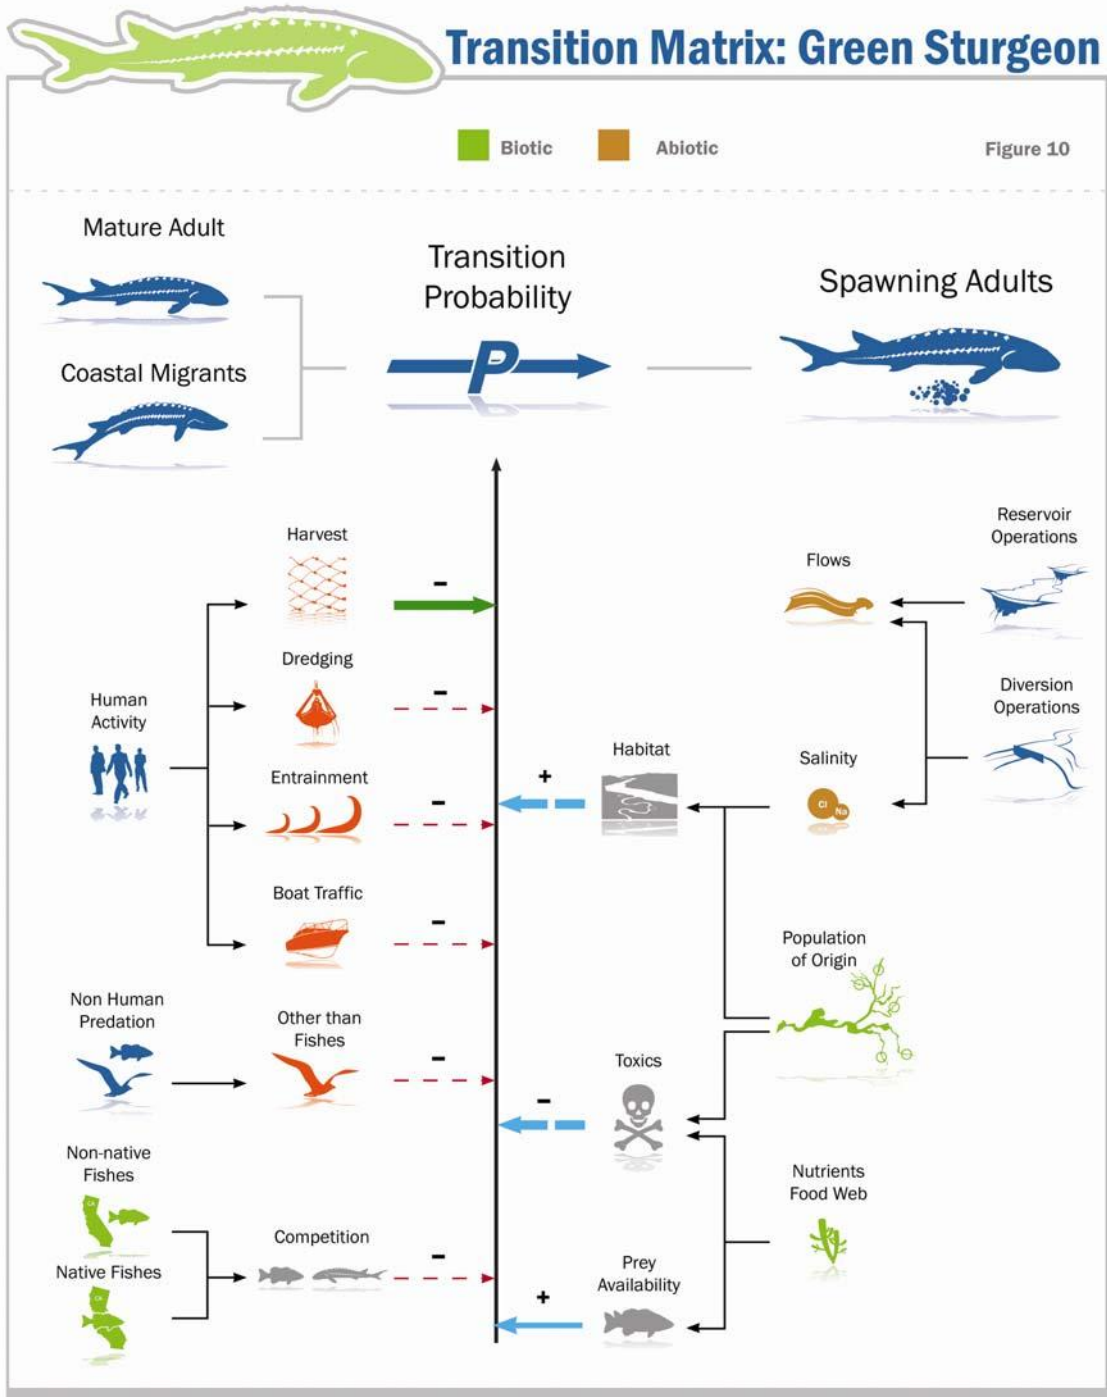 Transition Matrix: Green Sturgeon
Biotic
Abiotic
Figure 10
Mature Adult
Coastal Migrants
Transition
Probability
P
Spawning Adults
Harvest
-
Dredging
-
Human
Activity
Entrainment
-
Boat Traffic
-
Non Human
Predation
Other than
Fishes
-
Non-native
Fishes
CA
Native Fishes
CA
Competition
-
Habitat
+
Toxics
-
Prey
Availability
+
Flows
Reservoir
Operations
Diversion
Operations
Salinity
Cl
Na
Population
of Origin
Nutrients
Food Web